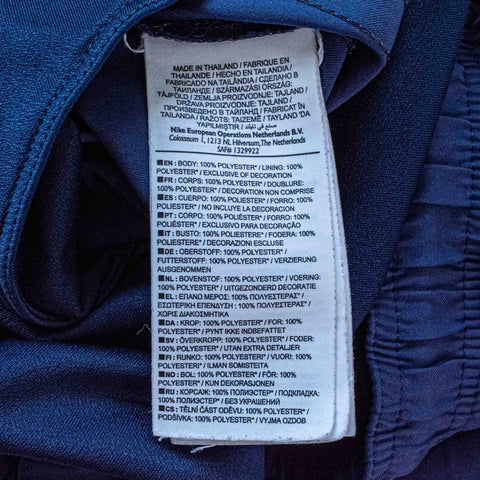 MADE IN THAILAND / FABRIQUE EN
THAILANDE / HECHO EN TAILANDIA /
FABRICADO NA TAILÂNDIA / СДЕЛАНО В
ТАИЛАНДЕ / SZÁRMAZÁSI ORSZÁG:
TÁJFÖLD / ZEMLJA PROIZVODNJE: TAJLAND /
DRŽAVA PROIZVODNJE: TAJLAND /
ПРОИЗВЕДЕНО В ТАЙЛАНД / ĮRAŽOTS
TAILANDA / RAŽOTS TAIZEMĒ / TAYLAND'DA
YAPILMIŞTIR / صنع في تايلند
Nike European Operations Netherlands B.V.
Colosseum 1, 1213 NL Hilversum, The Netherlands
SAF# 1329922
EN: BODY: 100% POLYESTER* / LINING: 100%
POLYESTER* / EXCLUSIVE OF DECORATION
FR: CORPS: 100% POLYESTER* / DOUBLURE:
100% POLYESTER* / DÉCORATION NON COMPRISE
ES: CUERPO: 100% POLIÉSTER* / FORRO: 100%
POLIÉSTER* / NO INCLUYE LA DECORACIÓN
PT: CORPO: 100% POLIÉSTER* / FORRO: 100%
POLIÉSTER* / EXCLUSIVO PARA DECORAÇÃO
IT: BUSTO: 100% POLIESTERE* / FODERA: 100%
POLIESTERE* / DECORAZIONI ESCLUSE
DE: OBERSTOFF: 100% POLYESTER* /
FUTTERSTOFF: 100% POLYESTER* / VERZIERUNG
AUSGENOMMEN
NL: BOVENSTOF: 100% POLYESTER* / VOERING:
100% POLYESTER* / UITGEZONDERD DECORATIE
EL: ΕΠΑΝΩ ΜΕΡΟΣ: 100% ΠΟΛΥΕΣΤΕΡΑΣ* /
ΕΣΩΤΕΡΙΚΗ ΕΠΕΝΔΥΣΗ: 100% ΠΟΛΥΕΣΤΕΡΑΣ* /
ΧΩΡΙΣ ΔΙΑΚΟΣΜΗΤΙΚΑ
DA: KROP: 100% POLYESTER* / FOR: 100%
POLYESTER* / PYNT IKKE INDBEFATTET
SV: ÖVERKROPP: 100% POLYESTER* / FODER:
100% POLYESTER* / UTAN EXTRA DETALJER
FI: RUNKO: 100% POLYESTERI* / VUORI: 100%
POLYESTERI* / ILMAN SOMISTEITA
NO: BOL: 100% POLYESTER* / FÔR: 100%
POLYESTER* / KUN DEKORASJONEN
RU: КОРСАЖ: 100% ПОЛИЭСТЕР* / ПОДКЛАДКА:
100% ПОЛИЭСТЕР* / БЕЗ УКРАШЕНИЙ
CS: TĚLNÍ ČÁST ODĚVU: 100% POLYESTER* /
PODŠÍVKA: 100% POLYESTER* / VYJMA OZDOB